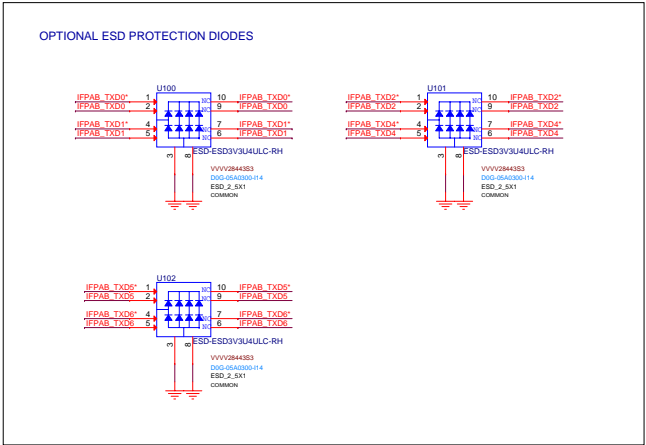 OPTIONAL ESD PROTECTION DIODES
U100
IFPAB_TXD0* 1 NC 10 IFPAB_TXD0*
IFPAB_TXD0 2 NC 9 IFPAB_TXD0
IFPAB_TXD1* 4 NC 7 IFPAB_TXD1*
IFPAB_TXD1 5 NC 6 IFPAB_TXD1
3 8 ESD-ESD3V3U4ULC-RH
VVVV28443S3
D0G-05A0300-I14
ESD_2_5X1
COMMON
U101
IFPAB_TXD2* 1 NC 10 IFPAB_TXD2*
IFPAB_TXD2 2 NC 9 IFPAB_TXD2
IFPAB_TXD4* 4 NC 7 IFPAB_TXD4*
IFPAB_TXD4 5 NC 6 IFPAB_TXD4
3 8 ESD-ESD3V3U4ULC-RH
VVVV28443S3
D0G-05A0300-I14
ESD_2_5X1
COMMON
U102
IFPAB_TXD5* 1 NC 10 IFPAB_TXD5*
IFPAB_TXD5 2 NC 9 IFPAB_TXD5
IFPAB_TXD6* 4 NC 7 IFPAB_TXD6*
IFPAB_TXD6 5 NC 6 IFPAB_TXD6
3 8 ESD-ESD3V3U4ULC-RH
VVVV28443S3
D0G-05A0300-I14
ESD_2_5X1
COMMON